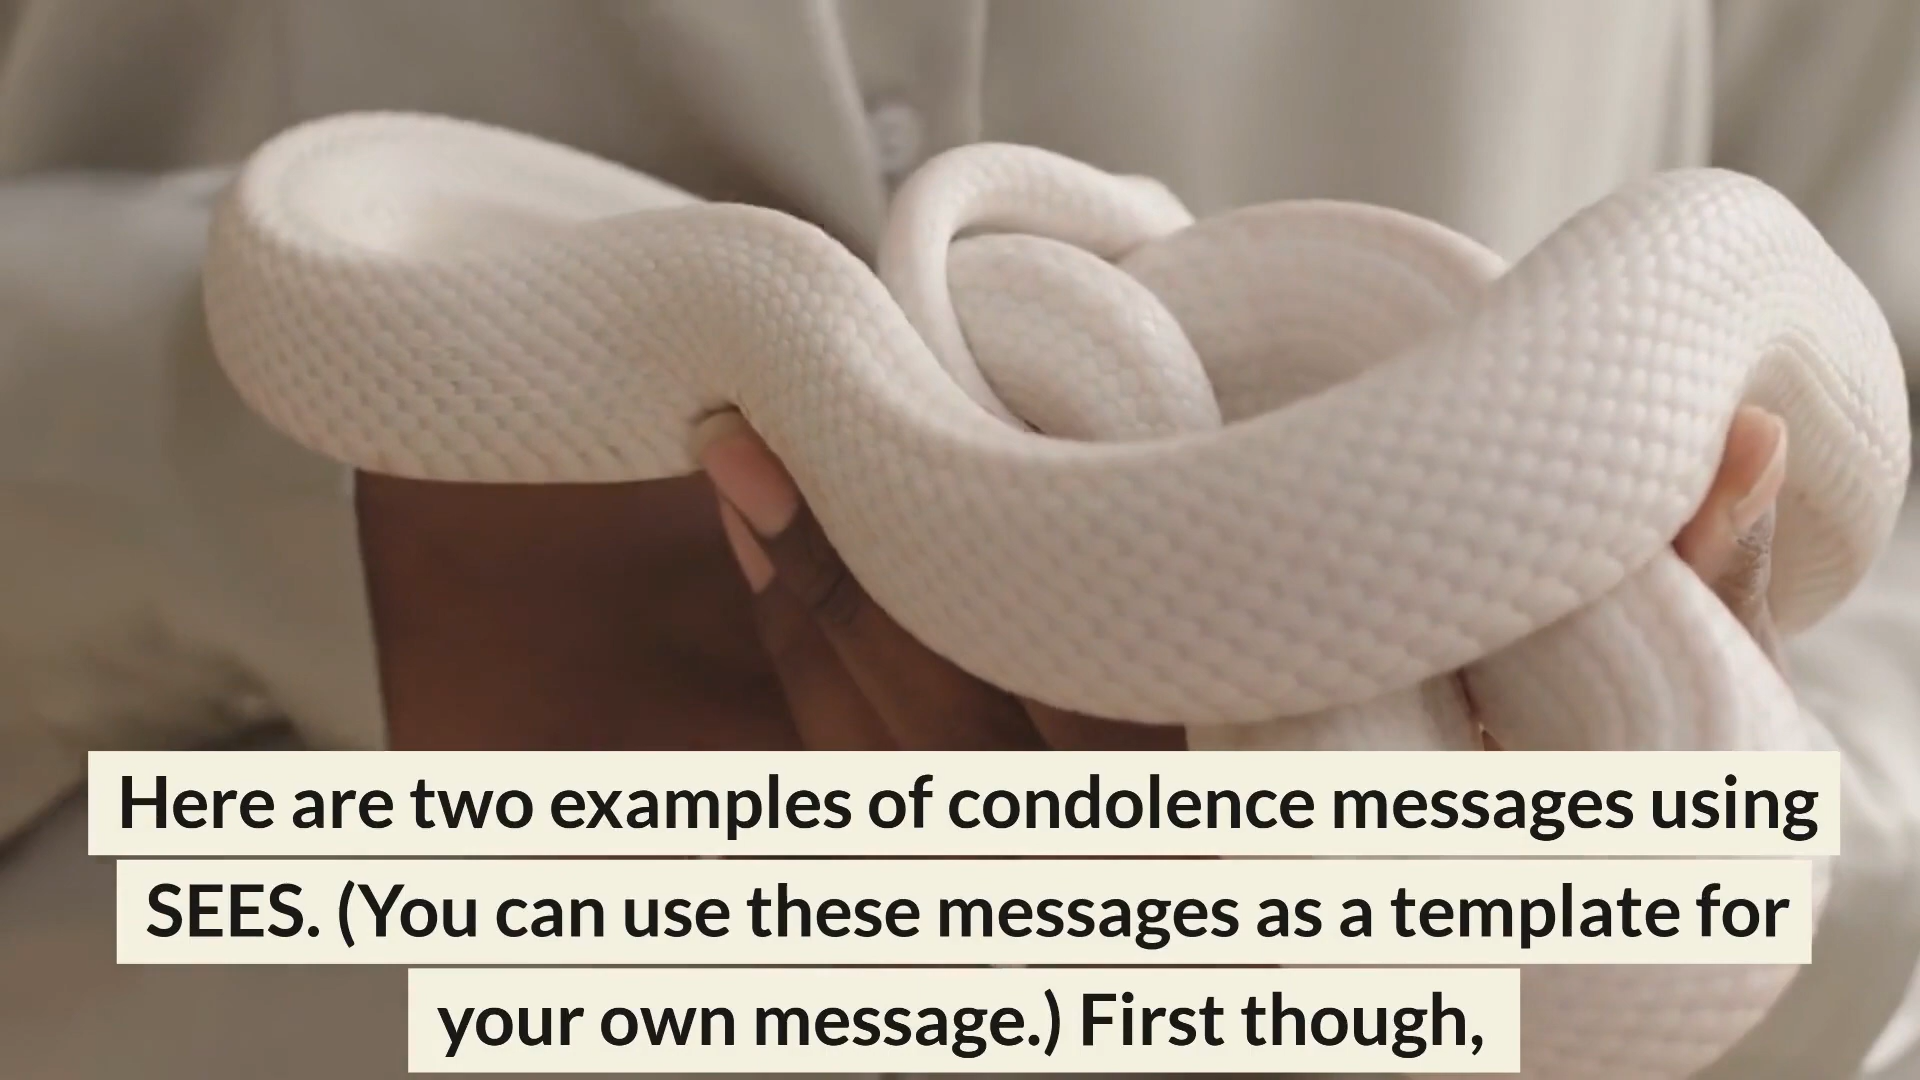 Here are two examples of condolence messages using
SEES. (You can use these messages as a template for
your own message.) First though,